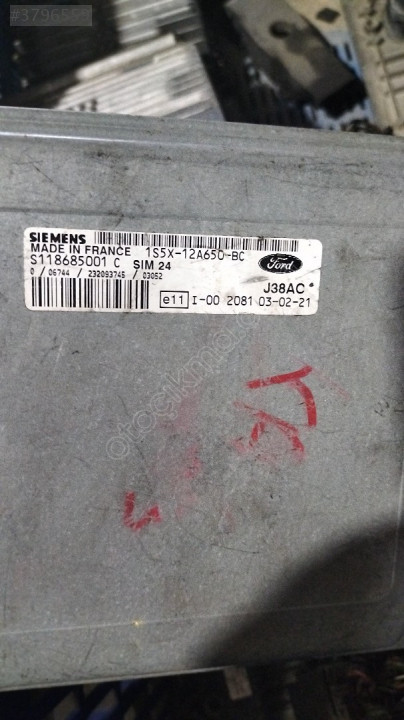 #3796555
SIEMENS
MADE IN FRANCE 1S5X-12A650-BC
S118685001 C SIM 24
Ford
0 / 06744 / 232093745 / 03052
J38AC *
e11 I-00 2081 03-02-21